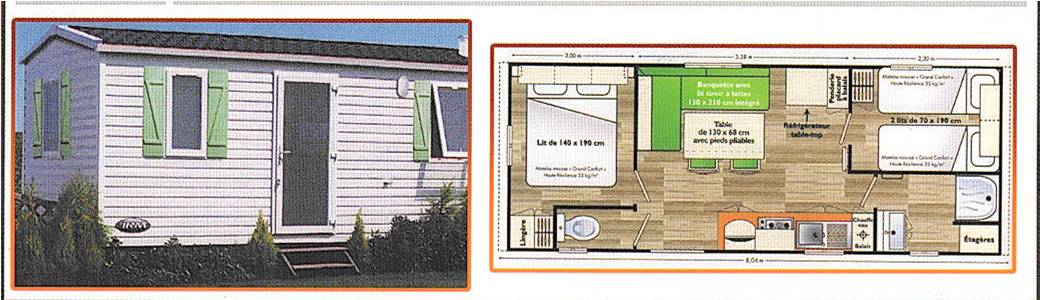 3,00 m
3,38 m
2,30 m
Banquette avec
lit tiroir à lattes
130 x 210 cm intégré
Penderie
placard
à balais
Matelas mousse « Grand Confort »
Haute Résilience 35 kg/m³
2 lits de 70 x 190 cm
Matelas mousse « Grand Confort »
Haute Résilience 35 kg/m³
Réfrigérateur
table-top
Table
de 130 x 68 cm
avec pieds pliables
Lit de 140 x 190 cm
Matelas mousse « Grand Confort »
Haute Résilience 35 kg/m³
Lingère
Chauffe
eau
Balais
Étagères
8,04 m